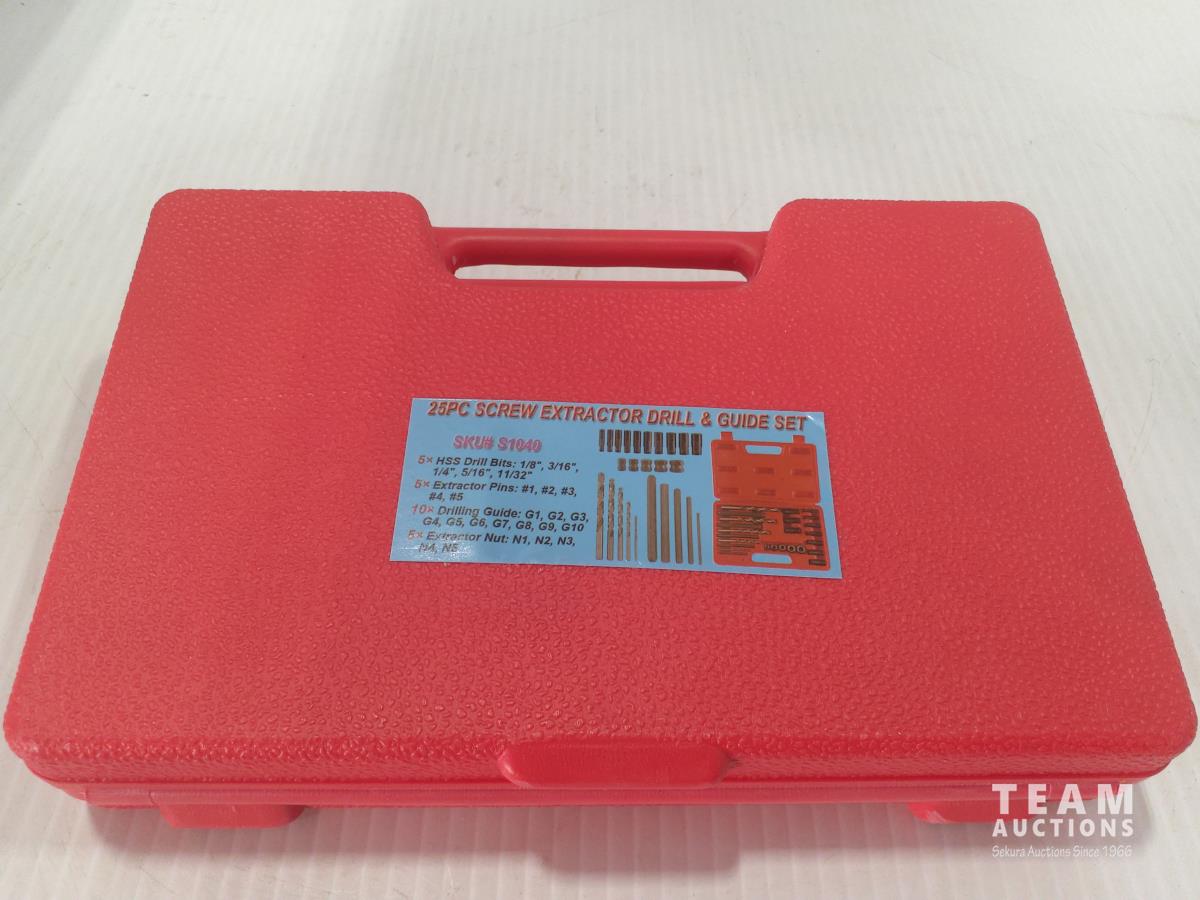 25PC SCREW EXTRACTOR DRILL & GUIDE SET
SKU# S1040
5× HSS Drill Bits: 1/8", 3/16",
1/4", 5/16", 11/32"
5× Extractor Pins: #1, #2, #3,
#4, #5
10× Drilling Guide: G1, G2, G3,
G4, G5, G6, G7, G8, G9, G10
5× Extractor Nut: N1, N2, N3,
N4, N5
TEAM
AUCTIONS
Sekura Auctions Since 1966